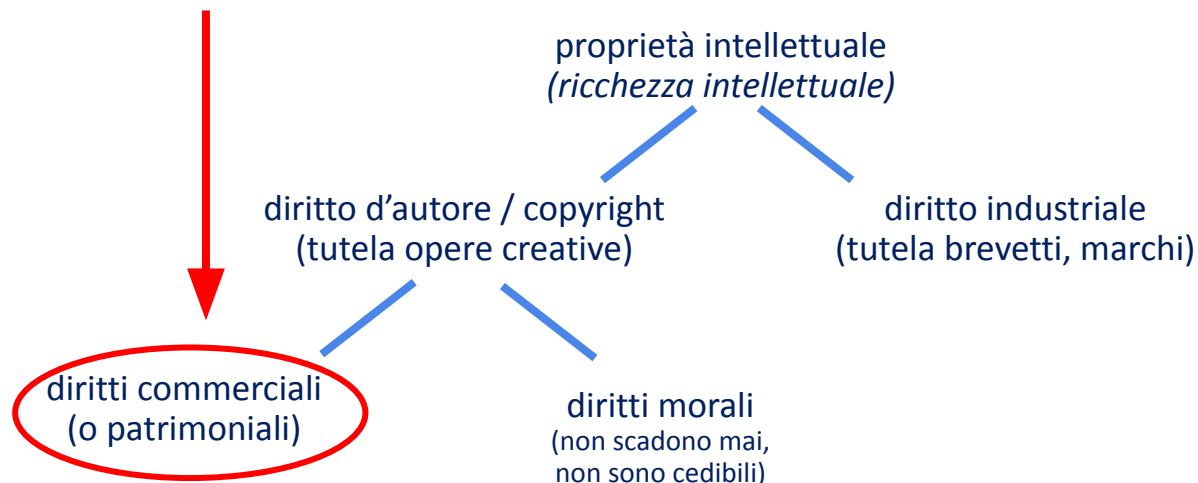 proprietà intellettuale
(ricchezza intellettuale)
diritto d’autore / copyright
(tutela opere creative)
diritto industriale
(tutela brevetti, marchi)
diritti commerciali
(o patrimoniali)
diritti morali
(non scadono mai,
non sono cedibili)